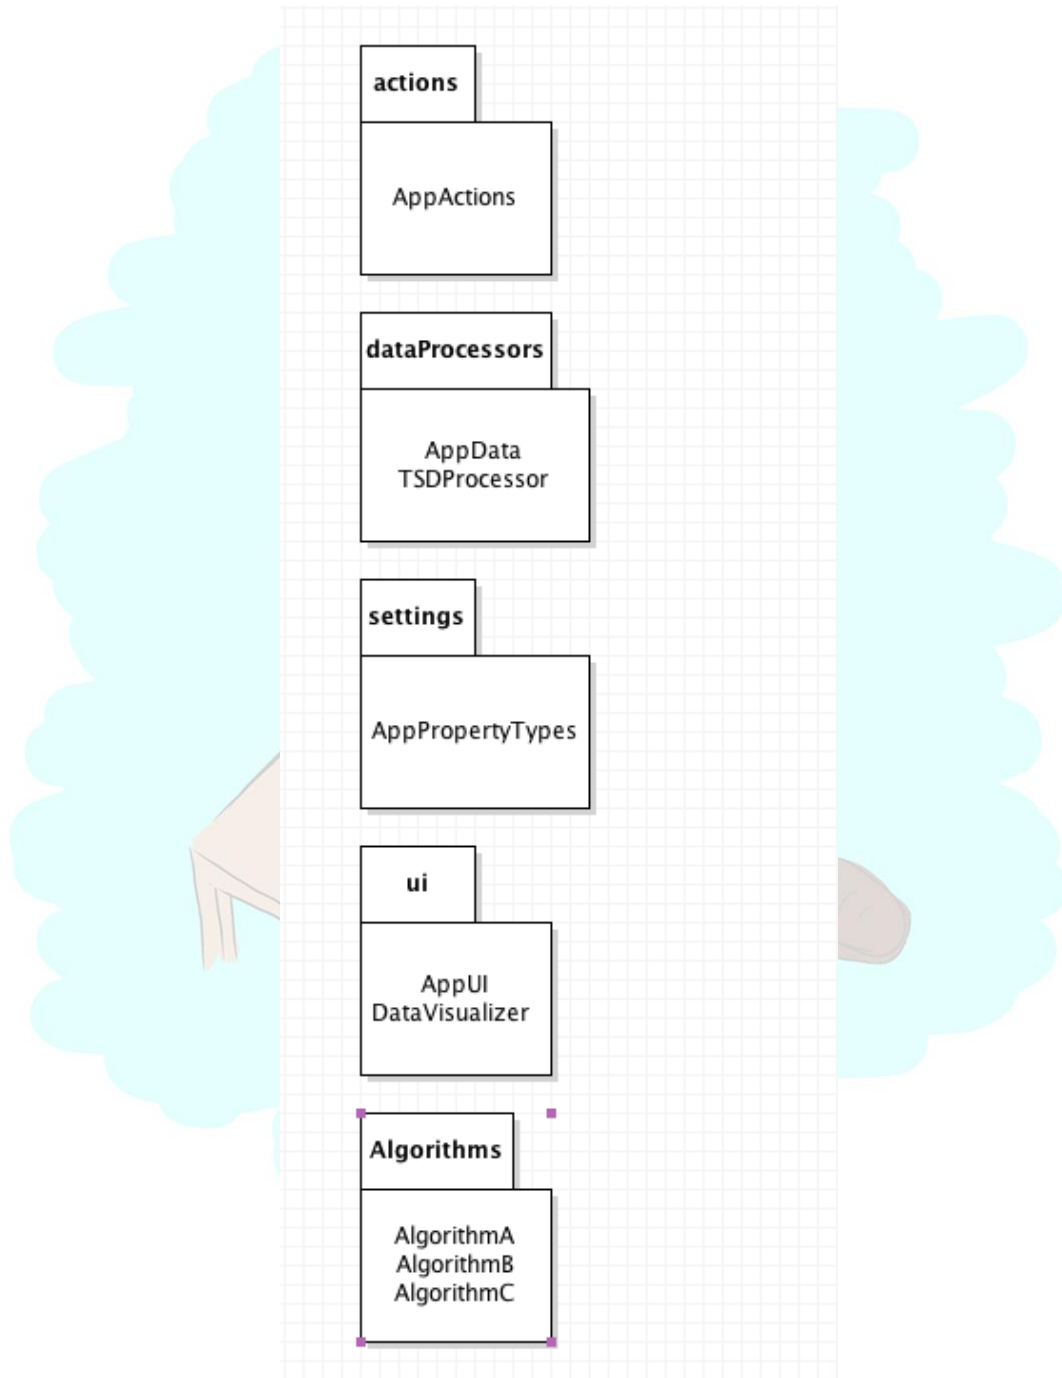 actions
AppActions
dataProcessors
AppData
TSDProcessor
settings
AppPropertyTypes
ui
AppUI
DataVisualizer
Algorithms
AlgorithmA
AlgorithmB
AlgorithmC